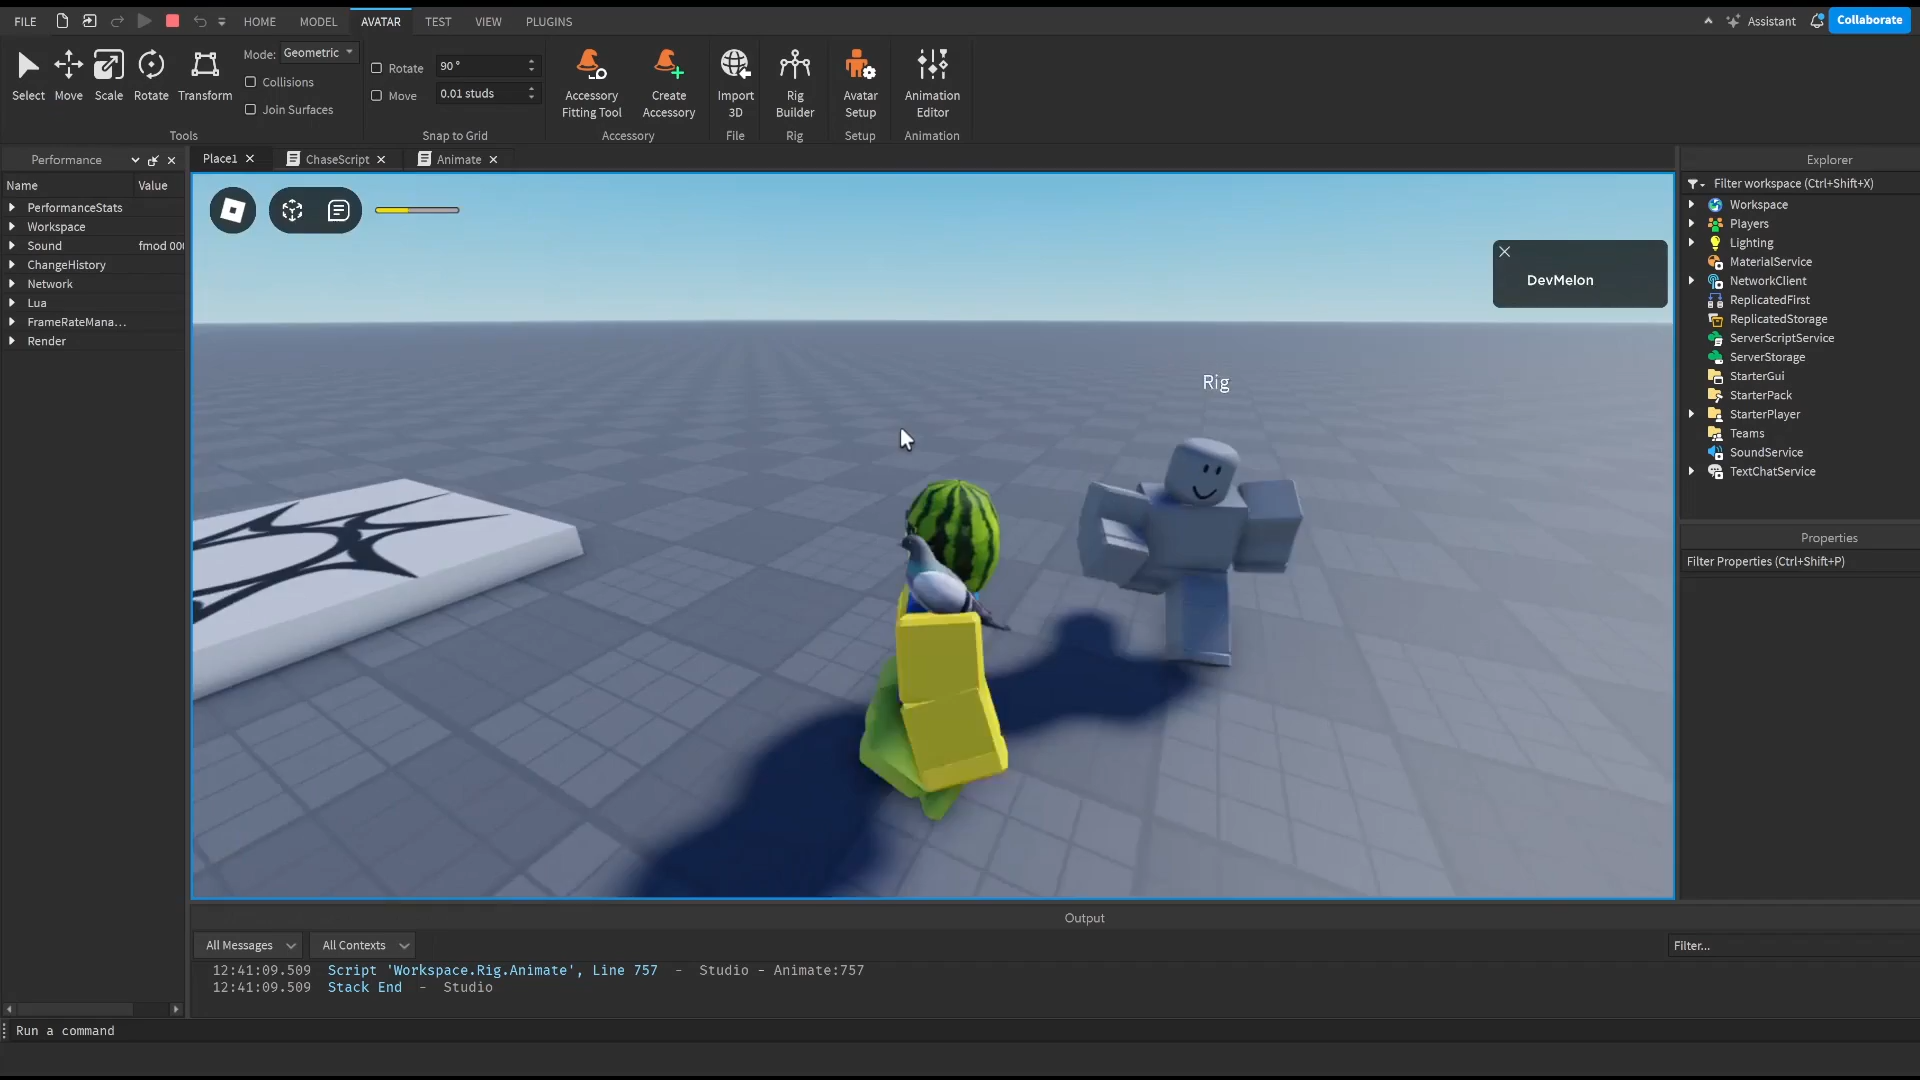 FILE HOME MODEL AVATAR TEST VIEW PLUGINS Assistant Collaborate
Select Move Scale Rotate Transform
Mode: Geometric
Collisions
Join Surfaces
Tools
Rotate 90 °
Move 0.01 studs
Snap to Grid
Accessory Fitting Tool
Create Accessory
Accessory
Import 3D
File
Rig Builder
Rig
Avatar Setup
Setup
Animation Editor
Animation
Performance
Place1 ChaseScript Animate
Name Value
PerformanceStats
Workspace
Sound fmod 00
ChangeHistory
Network
Lua
FrameRateMana...
Render
DevMelon
Rig
Explorer
Filter workspace (Ctrl+Shift+X)
Workspace
Players
Lighting
MaterialService
NetworkClient
ReplicatedFirst
ReplicatedStorage
ServerScriptService
ServerStorage
StarterGui
StarterPack
StarterPlayer
Teams
SoundService
TextChatService
Properties
Filter Properties (Ctrl+Shift+P)
Output
All Messages All Contexts Filter...
12:41:09.509 Script 'Workspace.Rig.Animate', Line 757 - Studio - Animate:757
12:41:09.509 Stack End - Studio
Run a command